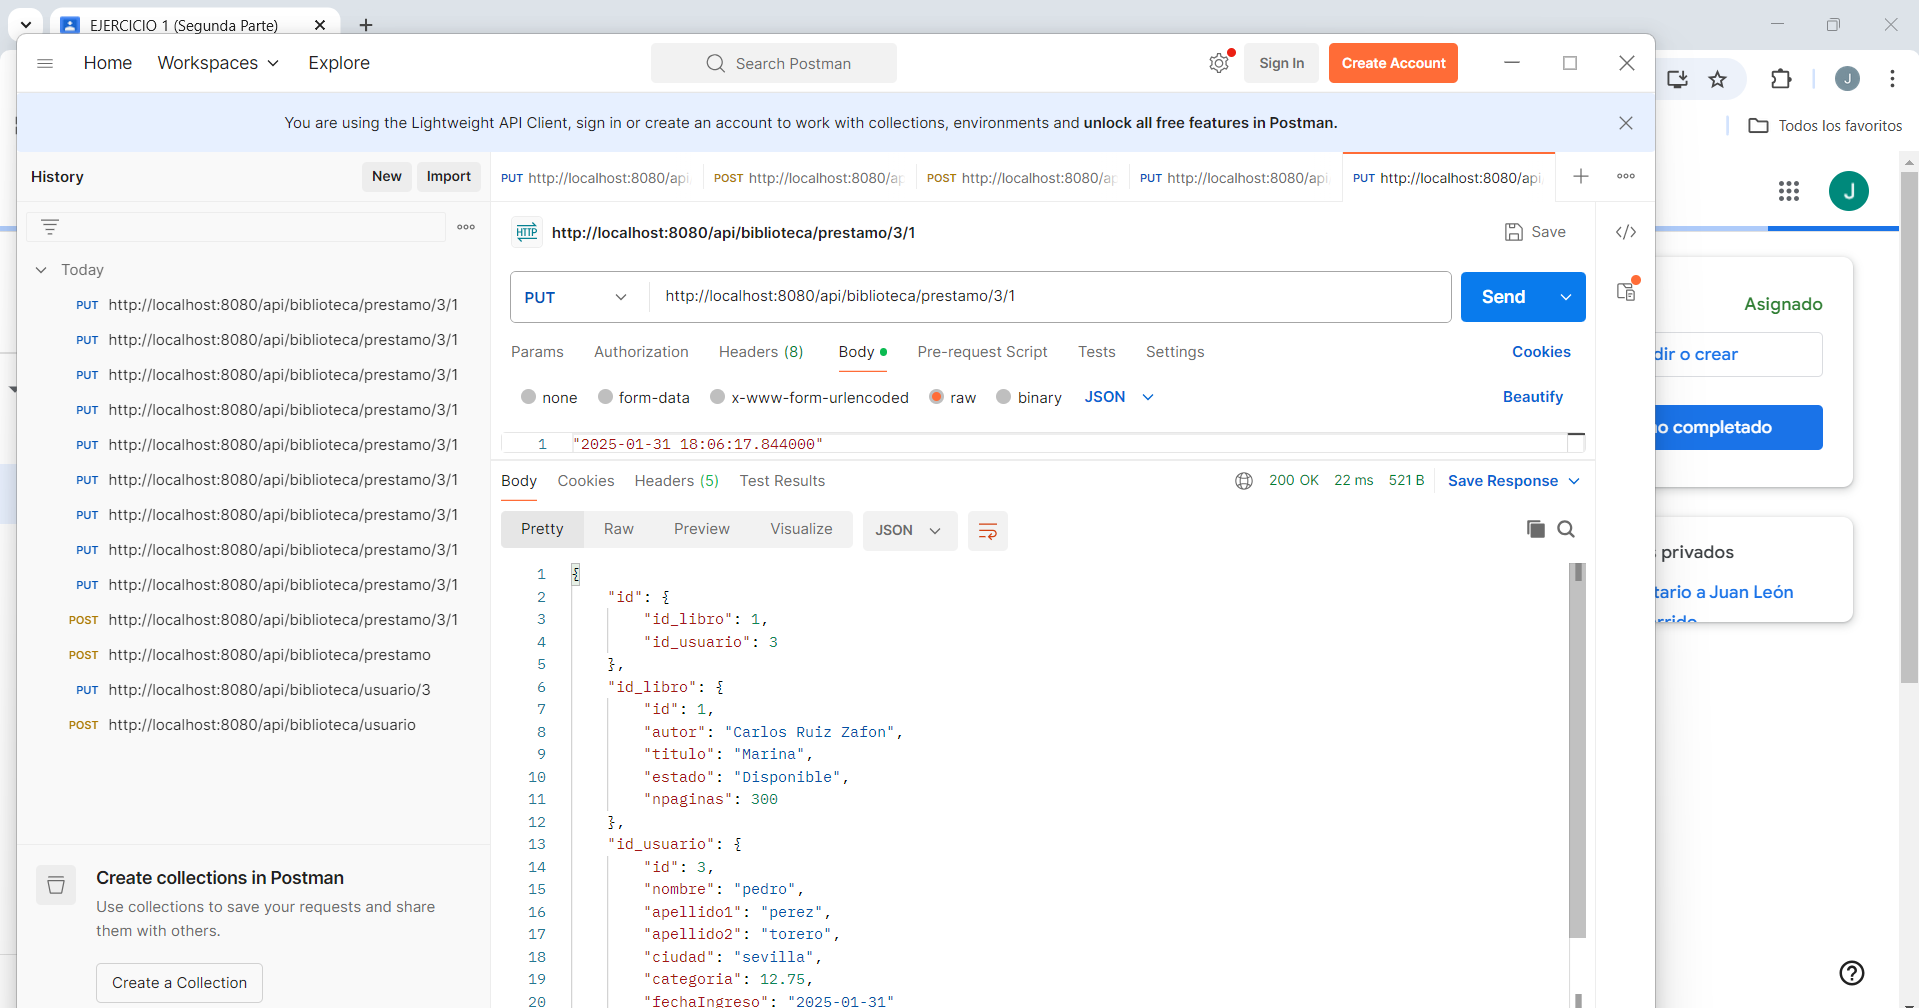 EJERCICIO 1 (Segunda Parte)
Home
Workspaces
Explore
Search Postman
Sign In
Create Account
J
You are using the Lightweight API Client, sign in or create an account to work with collections, environments and unlock all free features in Postman.
Todos los favoritos
History
New
Import
PUT http://localhost:8080/api
POST http://localhost:8080/ap
POST http://localhost:8080/ap
PUT http://localhost:8080/api
PUT http://localhost:8080/api
J
HTTP http://localhost:8080/api/biblioteca/prestamo/3/1
Save
</>
Today
PUT http://localhost:8080/api/biblioteca/prestamo/3/1
PUT http://localhost:8080/api/biblioteca/prestamo/3/1
PUT http://localhost:8080/api/biblioteca/prestamo/3/1
PUT http://localhost:8080/api/biblioteca/prestamo/3/1
PUT http://localhost:8080/api/biblioteca/prestamo/3/1
PUT http://localhost:8080/api/biblioteca/prestamo/3/1
PUT http://localhost:8080/api/biblioteca/prestamo/3/1
PUT http://localhost:8080/api/biblioteca/prestamo/3/1
PUT http://localhost:8080/api/biblioteca/prestamo/3/1
POST http://localhost:8080/api/biblioteca/prestamo/3/1
POST http://localhost:8080/api/biblioteca/prestamo
PUT http://localhost:8080/api/biblioteca/usuario/3
POST http://localhost:8080/api/biblioteca/usuario
Create collections in Postman
Use collections to save your requests and share
them with others.
Create a Collection
PUT
http://localhost:8080/api/biblioteca/prestamo/3/1
Send
Params
Authorization
Headers (8)
Body
Pre-request Script
Tests
Settings
Cookies
none
form-data
x-www-form-urlencoded
raw
binary
JSON
Beautify
1 "2025-01-31 18:06:17.844000"
Body
Cookies
Headers (5)
Test Results
200 OK
22 ms
521 B
Save Response
Pretty
Raw
Preview
Visualize
JSON
1 {
2 "id": {
3 "id_libro": 1,
4 "id_usuario": 3
5 },
6 "id_libro": {
7 "id": 1,
8 "autor": "Carlos Ruiz Zafon",
9 "titulo": "Marina",
10 "estado": "Disponible",
11 "npaginas": 300
12 },
13 "id_usuario": {
14 "id": 3,
15 "nombre": "pedro",
16 "apellido1": "perez",
17 "apellido2": "torero",
18 "ciudad": "sevilla",
19 "categoria": 12.75,
20 "fechaIngreso": "2025-01-31"
Asignado
dir o crear
o completado
privados
tario a Juan León